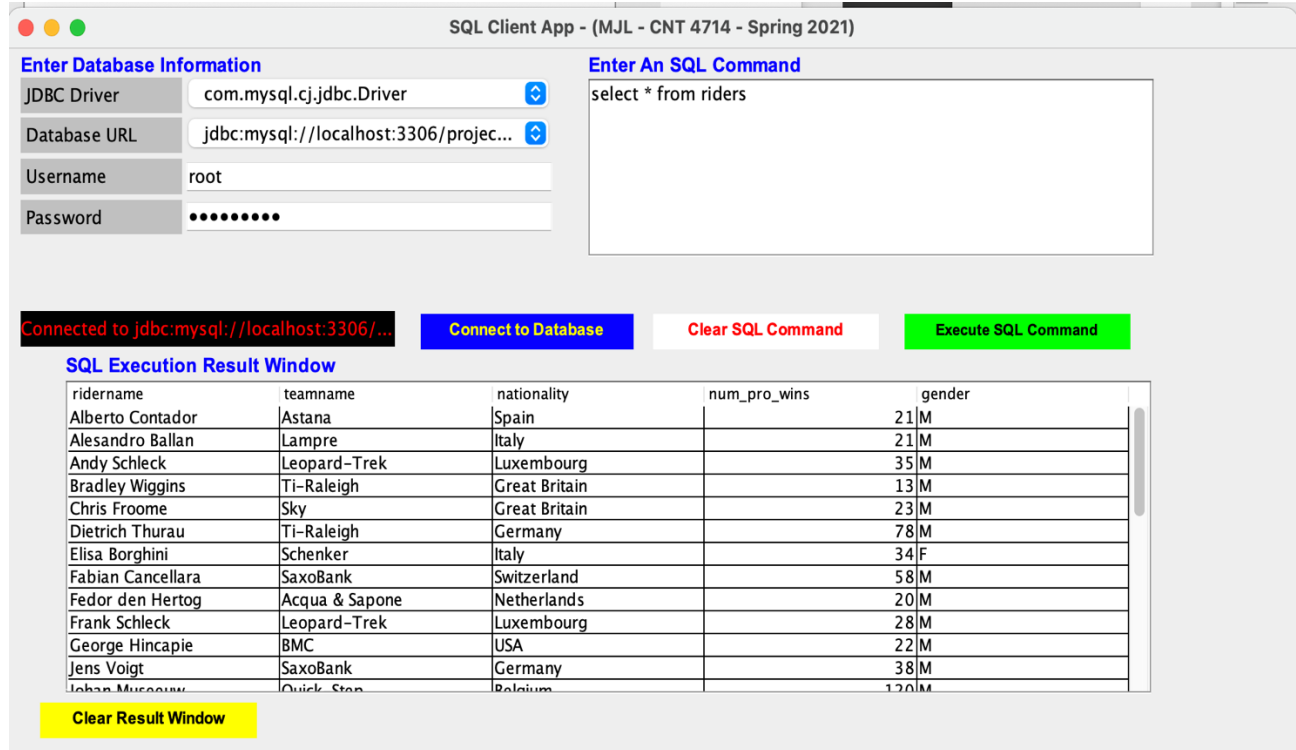 SQL Client App - (MJL - CNT 4714 - Spring 2021)
Enter Database Information
JDBC Driver com.mysql.cj.jdbc.Driver
Database URL jdbc:mysql://localhost:3306/projec...
Username root
Password •••••••••
Enter An SQL Command
select * from riders
Connected to jdbc:mysql://localhost:3306/... Connect to Database Clear SQL Command Execute SQL Command
SQL Execution Result Window
ridername teamname nationality num_pro_wins gender
Alberto Contador Astana Spain 21 M
Alesandro Ballan Lampre Italy 21 M
Andy Schleck Leopard-Trek Luxembourg 35 M
Bradley Wiggins Ti-Raleigh Great Britain 13 M
Chris Froome Sky Great Britain 23 M
Dietrich Thurau Ti-Raleigh Germany 78 M
Elisa Borghini Schenker Italy 34 F
Fabian Cancellara SaxoBank Switzerland 58 M
Fedor den Hertog Acqua & Sapone Netherlands 20 M
Frank Schleck Leopard-Trek Luxembourg 28 M
George Hincapie BMC USA 22 M
Jens Voigt SaxoBank Germany 38 M
Johan Museeuw Quick-Step Belgium 120 M
Clear Result Window